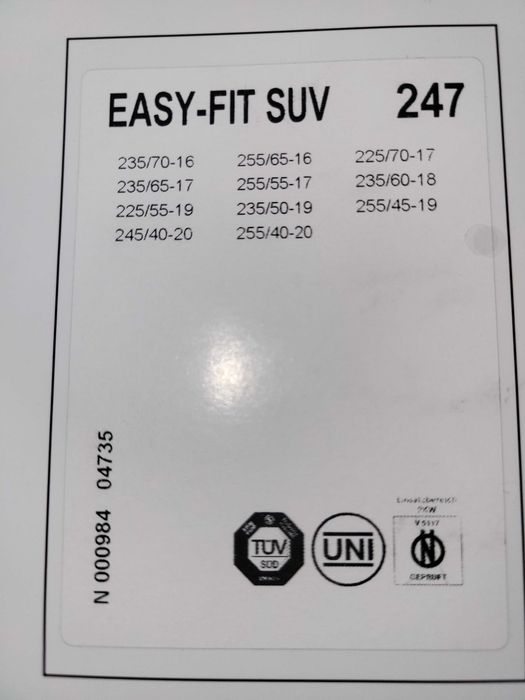 EASY-FIT SUV 247
235/70-16 255/65-16 225/70-17
235/65-17 255/55-17 235/60-18
225/55-19 235/50-19 255/45-19
245/40-20 255/40-20
N 000984 04735
TÜV
SÜD
UNI
PKW
V 5117
GEPRÜFT